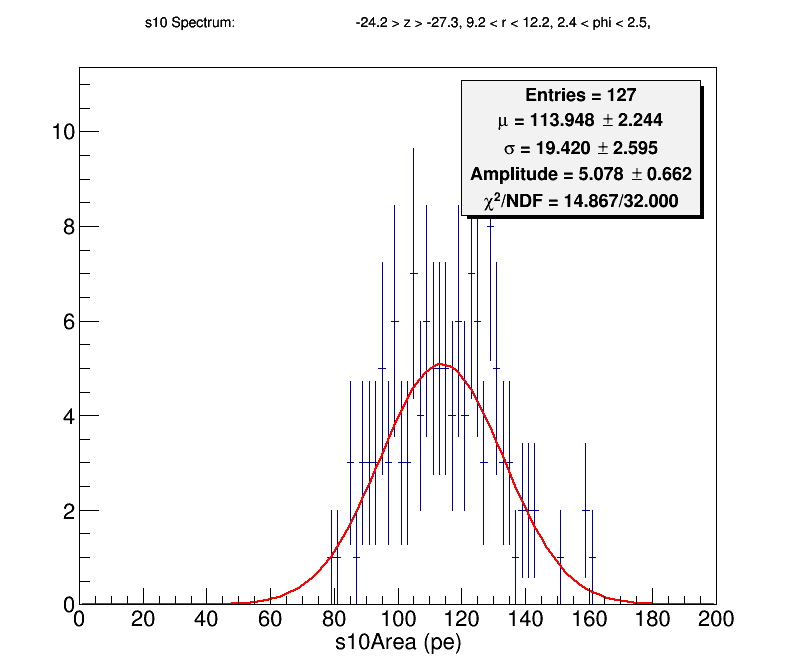 s10 Spectrum: -24.2 > z > -27.3, 9.2 < r < 12.2, 2.4 < phi < 2.5,
Entries = 127
μ = 113.948 ± 2.244
σ = 19.420 ± 2.595
Amplitude = 5.078 ± 0.662
χ²/NDF = 14.867/32.000
10
8
6
4
2
0
0 20 40 60 80 100 120 140 160 180 200
s10Area (pe)